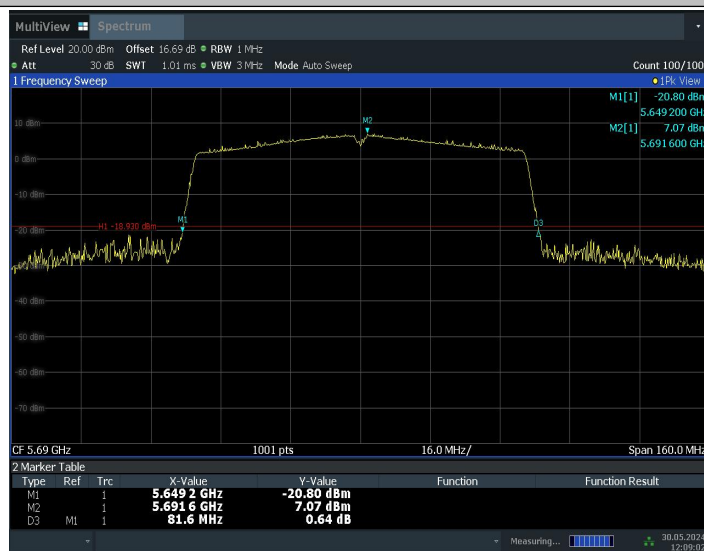 MultiView Spectrum
Ref Level 20.00 dBm Offset 16.69 dB RBW 1 MHz
Att 30 dB SWT 1.01 ms VBW 3 MHz Mode Auto Sweep Count 100/100
1 Frequency Sweep 1Pk View
M1[1] -20.80 dBm
5.649200 GHz
M2[1] 7.07 dBm
5.691600 GHz
M2
10 dBm
0 dBm
-10 dBm
M1
D3
H1 -18.930 dBm
-20 dBm
-40 dBm
-50 dBm
-60 dBm
-70 dBm
CF 5.69 GHz 1001 pts 16.0 MHz/ Span 160.0 MHz
2 Marker Table
Type Ref Trc X-Value Y-Value Function Function Result
M1 1 5.649 2 GHz -20.80 dBm
M2 1 5.691 6 GHz 7.07 dBm
D3 M1 1 81.6 MHz 0.64 dB
Measuring... 30.05.2024
12:09:02